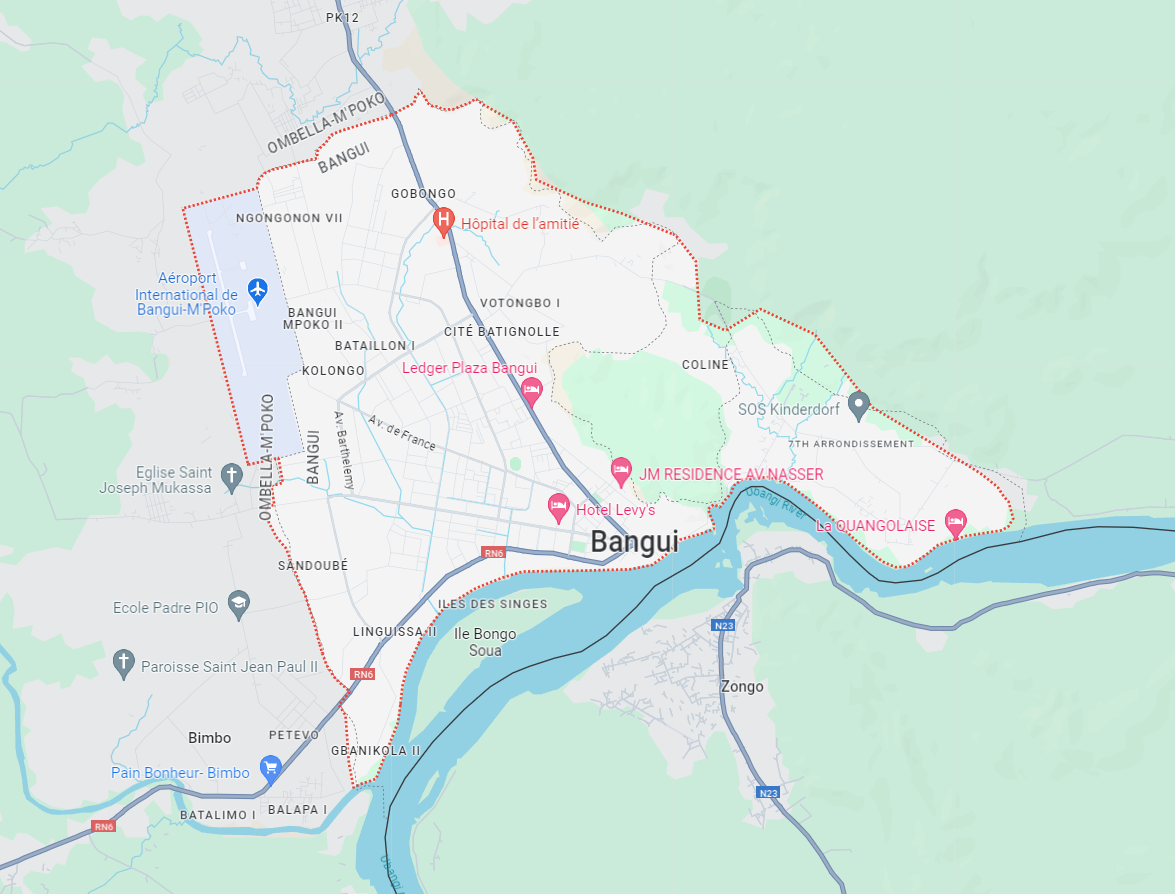 PK12
OMBELLA-M'POKO
BANGUI
GOBONGO
NGONGONON VII
Hôpital de l'amitié
Aéroport
International de
Bangui-M'Poko
VOTONGBO I
BANGUI
MPOKO II
CITÉ BATIGNOLLE
BATAILLON I
KOLONGO
Ledger Plaza Bangui
COLINE
SOS Kinderdorf
Av. de France
Av. Barthelemy
OMBELLA-M'POKO
BANGUI
7TH ARRONDISSEMENT
Eglise Saint
Joseph Mukassa
JM RESIDENCE AV.NASSER
Ubangi River
Hotel Levy's
La QUANGOLAISE
Bangui
RN6
SANDOUBÉ
ILES DES SINGES
Ecole Padre PIO
LINGUISSA II
Ile Bongo
Soua
N23
Paroisse Saint Jean Paul II
RN6
Zongo
Bimbo
PETEVO
GBANIKOLA II
Pain Bonheur- Bimbo
N23
BALAPA I
BATALIMO I
RN6
Ubangi